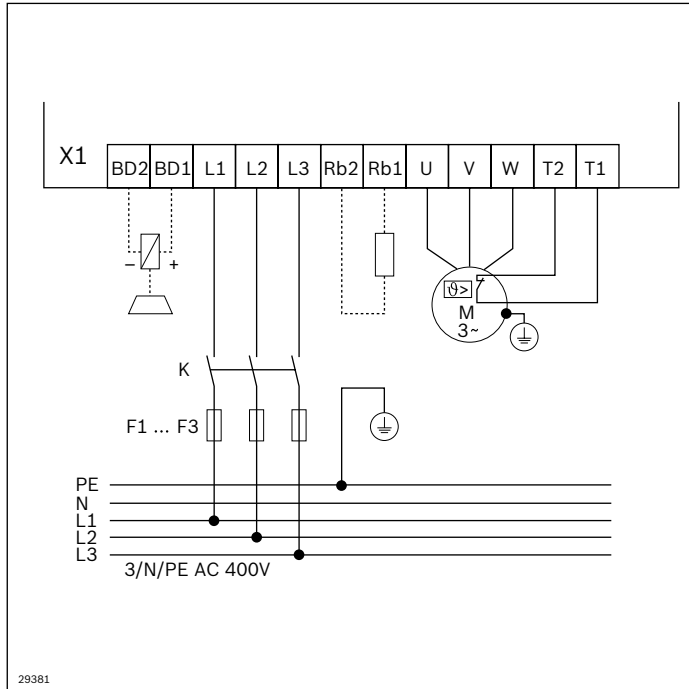 X1
BD2 BD1 L1 L2 L3 Rb2 Rb1 U V W T2 T1
– +
ϑ>
M
3~
K
F1 ... F3
PE
N
L1
L2
L3
3/N/PE AC 400V
29381